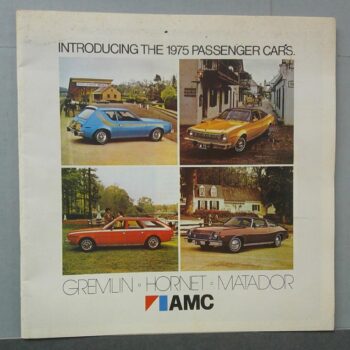 INTRODUCING THE 1975 PASSENGER CARS.
GREMLIN • HORNET • MATADOR
AMC